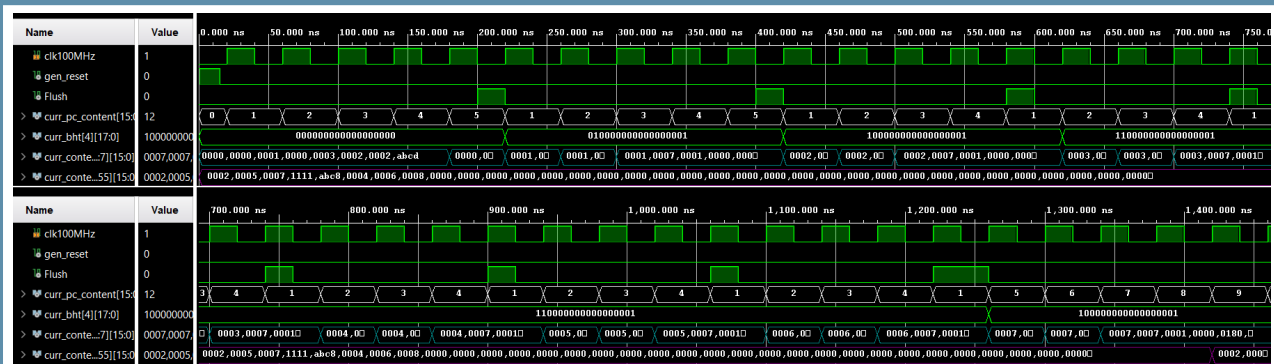 Name Value 0.000 ns 50.000 ns 100.000 ns 150.000 ns 200.000 ns 250.000 ns 300.000 ns 350.000 ns 400.000 ns 450.000 ns 500.000 ns 550.000 ns 600.000 ns 650.000 ns 700.000 ns 750.0
clk100MHz 1
gen_reset 0
Flush 0
curr_pc_content[15:0 12 0 1 2 3 4 5 1 2 3 4 5 1 2 3 4 1 2 3 4 1
curr_bht[4][17:0] 100000000 000000000000000000 010000000000000001 100000000000000001 110000000000000001
curr_conte...:7][15:0] 0007,0007, 0000,0000,0001,0000,0003,0002,0002,abcd 0000,0 0001,0 0001,0 0001,0007,0001,0000,000 0002,0 0002,0 0002,0007,0001,0000,000 0003,0 0003,0 0003,0007,0001
curr_conte...55][15:0 0002,0005, 0002,0005,0007,1111,abc8,0004,0006,0008,0000,0000,0000,0000,0000,0000,0000,0000,0000,0000,0000,0000,0000,0000,0000,0000,0000,0000,0000,0000,0000,0000,0000,0000,0000
Name Value 700.000 ns 800.000 ns 900.000 ns 1,000.000 ns 1,100.000 ns 1,200.000 ns 1,300.000 ns 1,400.000 ns
clk100MHz 1
gen_reset 0
Flush 0
curr_pc_content[15:0 12 3 4 1 2 3 4 1 2 3 4 1 2 3 4 1 5 6 7 8 9
curr_bht[4][17:0] 100000000 110000000000000001 100000000000000001
curr_conte...:7][15:0] 0007,0007, 0003,0007,0001 0004,0 0004,0 0004,0007,0001 0005,0 0005,0 0005,0007,0001 0006,0 0006,0 0006,0007,0001 0007,0 0007,0 0007,0007,0001,0000,0180,
curr_conte...55][15:0] 0002,0005, 0002,0005,0007,1111,abc8,0004,0006,0008,0000,0000,0000,0000,0000,0000,0000,0000,0000,0000,0000,0000,0000,0000,0000,0000,0000,0000,0000,0000,0000,0000 0002,000